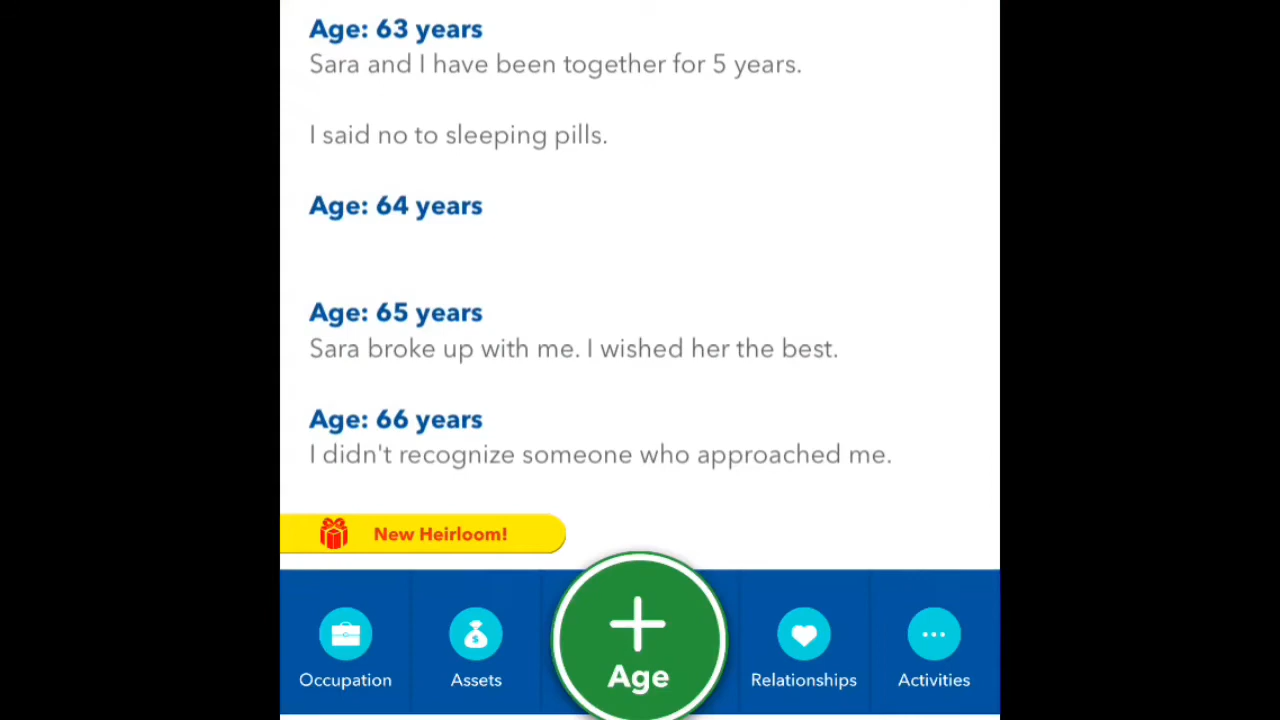 Age: 63 years
Sara and I have been together for 5 years.
I said no to sleeping pills.
Age: 64 years
Age: 65 years
Sara broke up with me. I wished her the best.
Age: 66 years
I didn't recognize someone who approached me.
New Heirloom!
Occupation
Assets
Age
Relationships
Activities